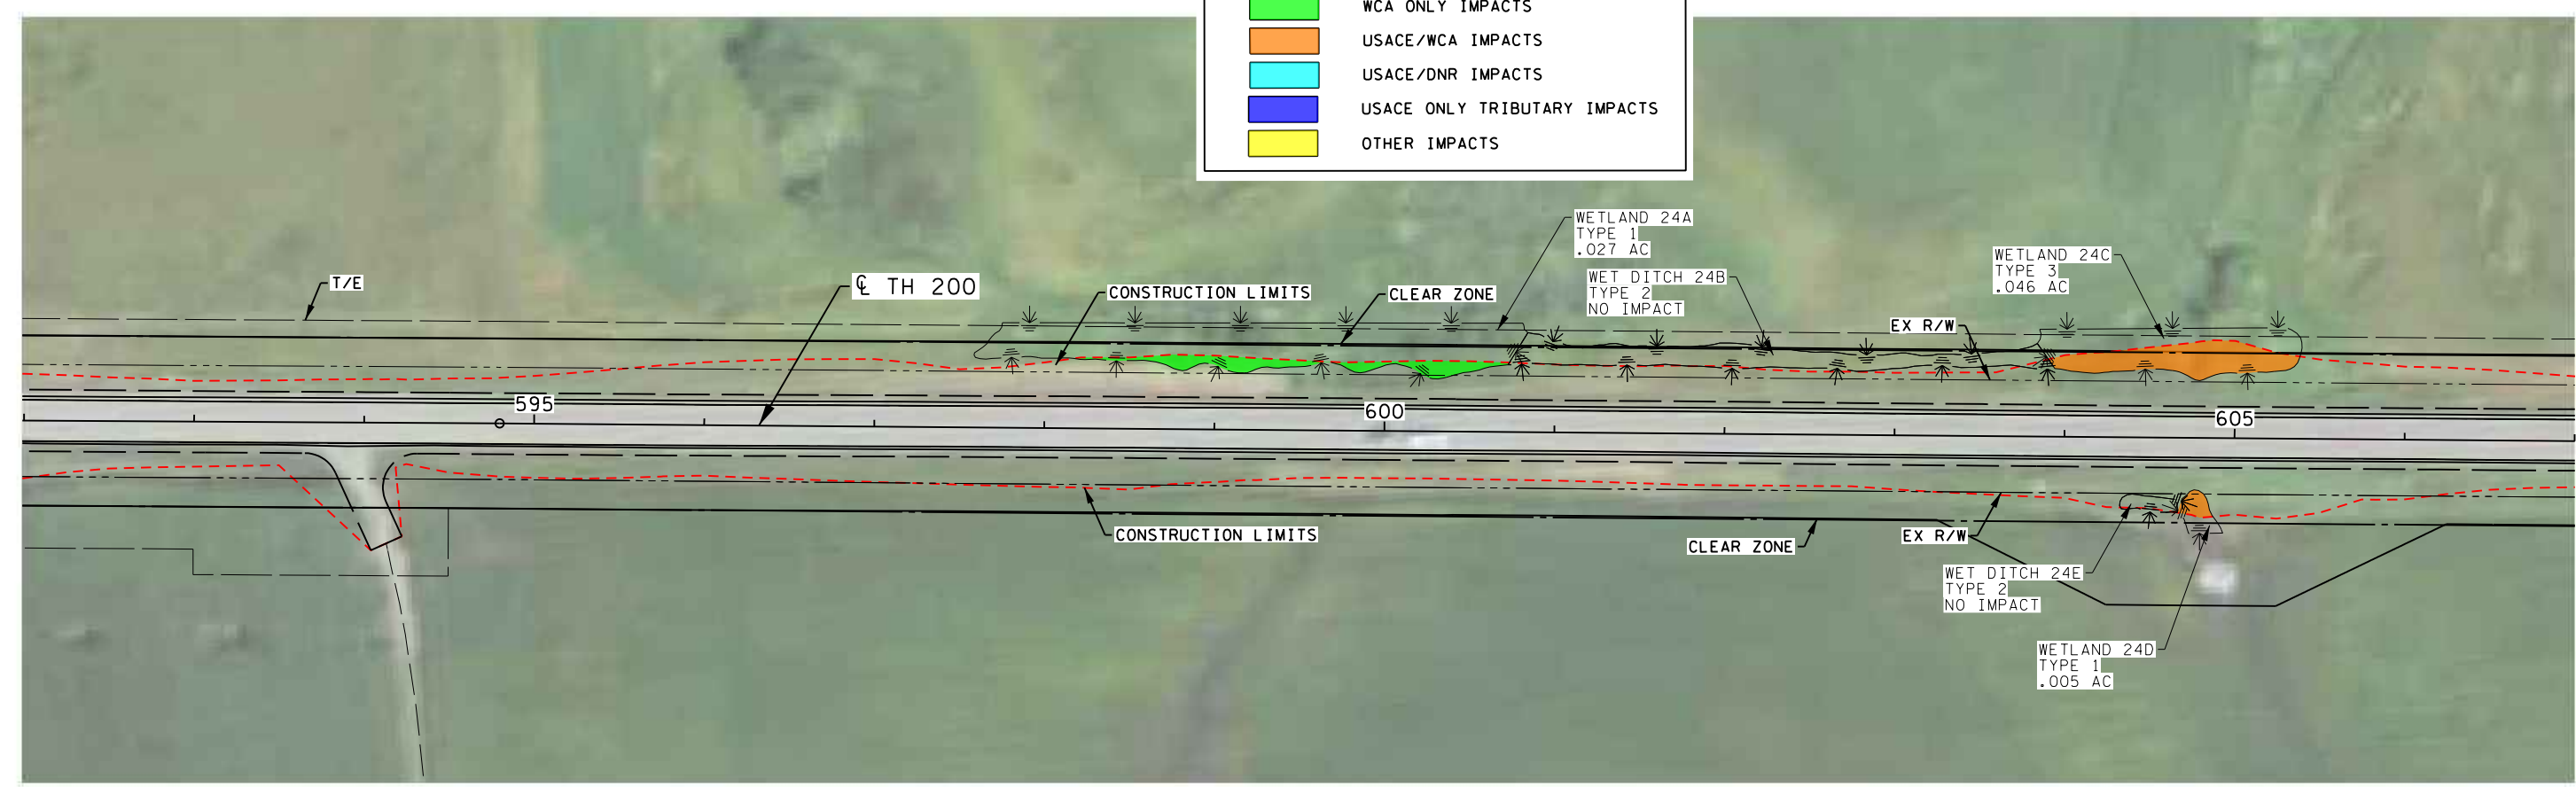 WCA ONLY IMPACTS
USACE/WCA IMPACTS
USACE/DNR IMPACTS
USACE ONLY TRIBUTARY IMPACTS
OTHER IMPACTS
WETLAND 24A
TYPE 1
.027 AC
WET DITCH 24B
TYPE 2
NO IMPACT
WETLAND 24C
TYPE 3
.046 AC
T/E
℄ TH 200
CONSTRUCTION LIMITS
CLEAR ZONE
EX R/W
595
600
605
CONSTRUCTION LIMITS
CLEAR ZONE
EX R/W
WET DITCH 24E
TYPE 2
NO IMPACT
WETLAND 24D
TYPE 1
.005 AC